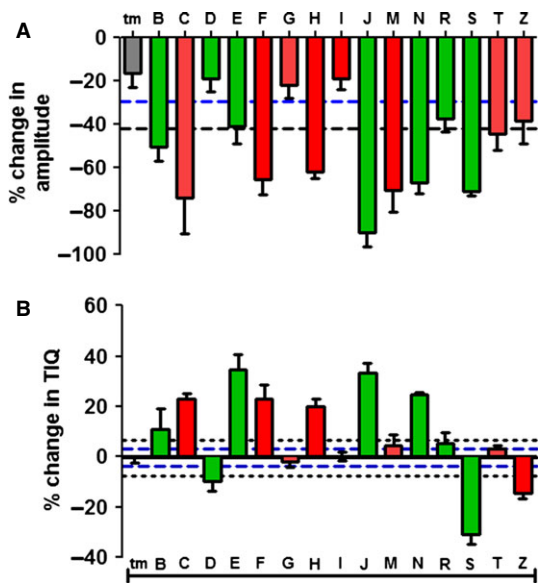 A
tm B C D E F G H I J M N R S T Z
0
−20
−40
−60
−80
−100
% change in
amplitude
B
60
40
20
0
−20
−40
% change in TIQ
tm B C D E F G H I J M N R S T Z